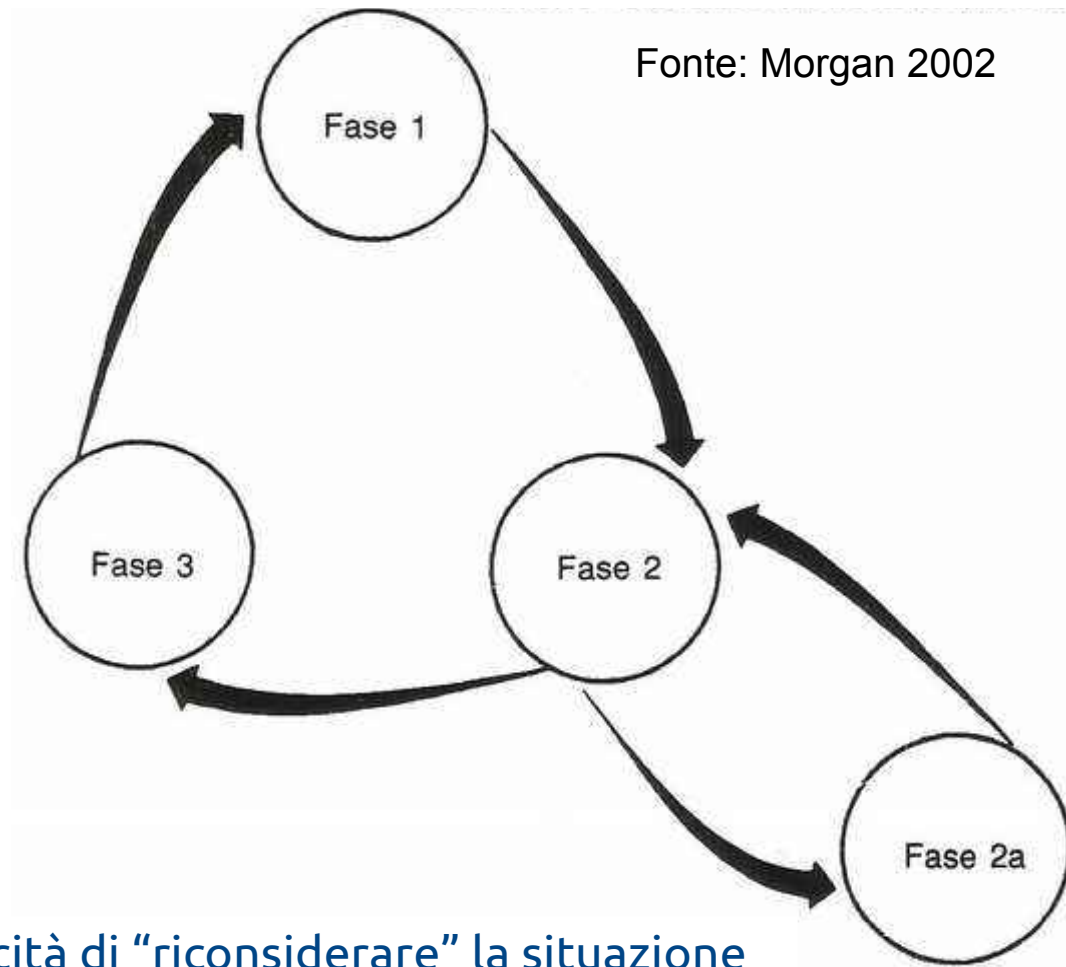 Fonte: Morgan 2002
Fase 1
Fase 3
Fase 2
Fase 2a
cità di “riconsiderare” la situazione